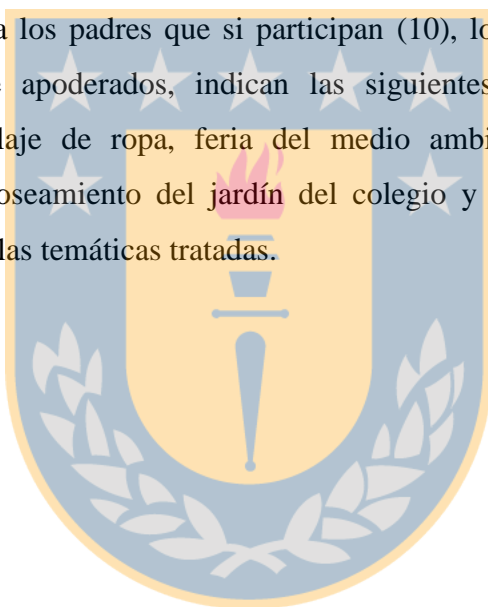 a los padres que si participan (10), lo
apoderados, indican las siguientes
laje de ropa, feria del medio ambi
oseamiento del jardín del colegio y
las temáticas tratadas.